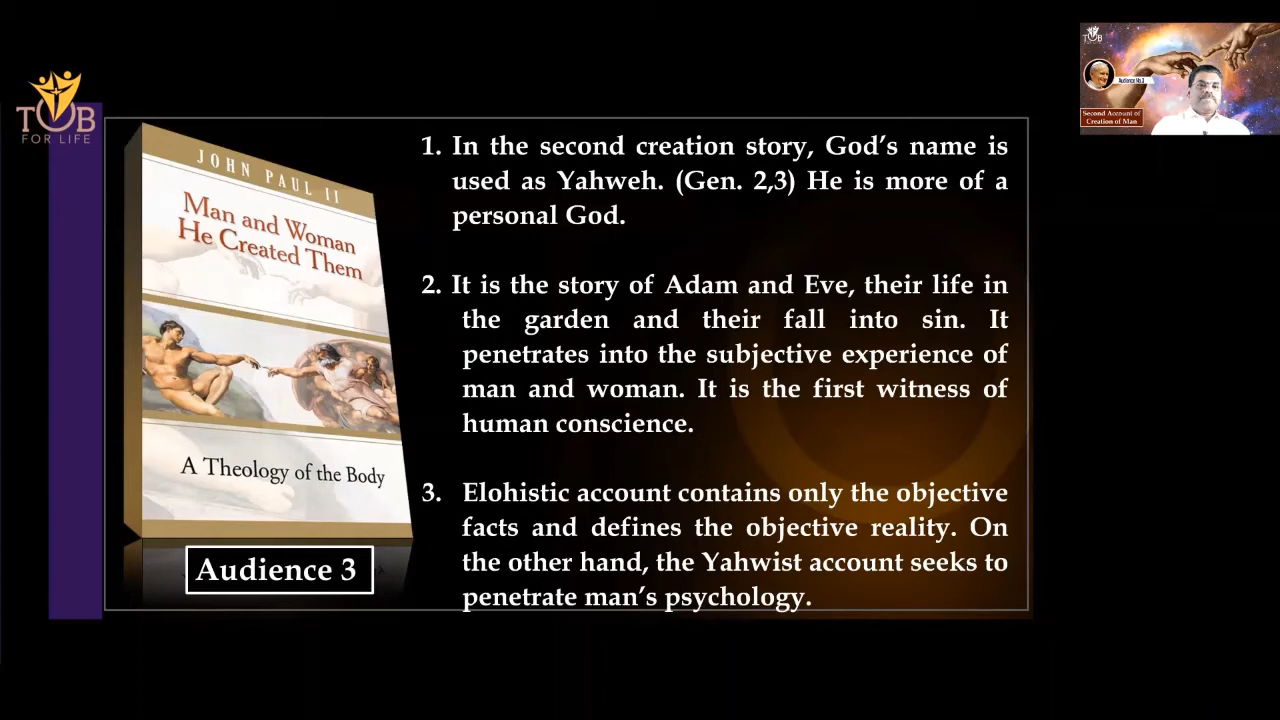 TOB
FOR LIFE
JOHN PAUL II
Man and Woman
He Created Them
A Theology of the Body
Audience 3
1. In the second creation story, God's name is
used as Yahweh. (Gen. 2,3) He is more of a
personal God.
2. It is the story of Adam and Eve, their life in
the garden and their fall into sin. It
penetrates into the subjective experience of
man and woman. It is the first witness of
human conscience.
3. Elohistic account contains only the objective
facts and defines the objective reality. On
the other hand, the Yahwist account seeks to
penetrate man's psychology.
TOB
Audience No.3
Second Account of
Creation of Man